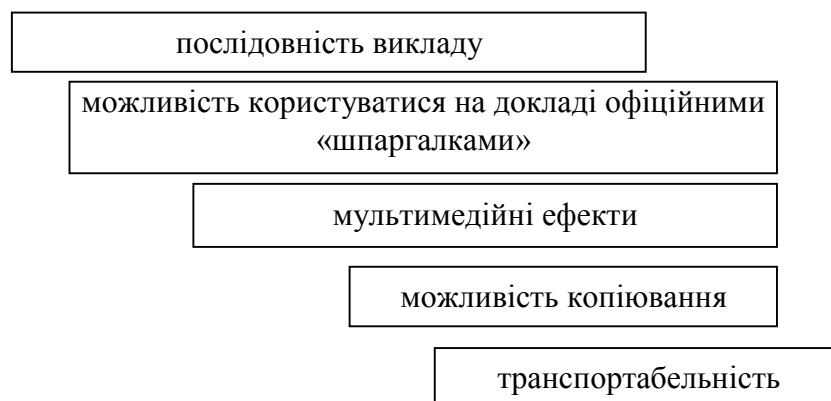 послідовність викладу
можливість користуватися на докладі офіційними
«шпаргалками»
мультимедійні ефекти
можливість копіювання
транспортабельність